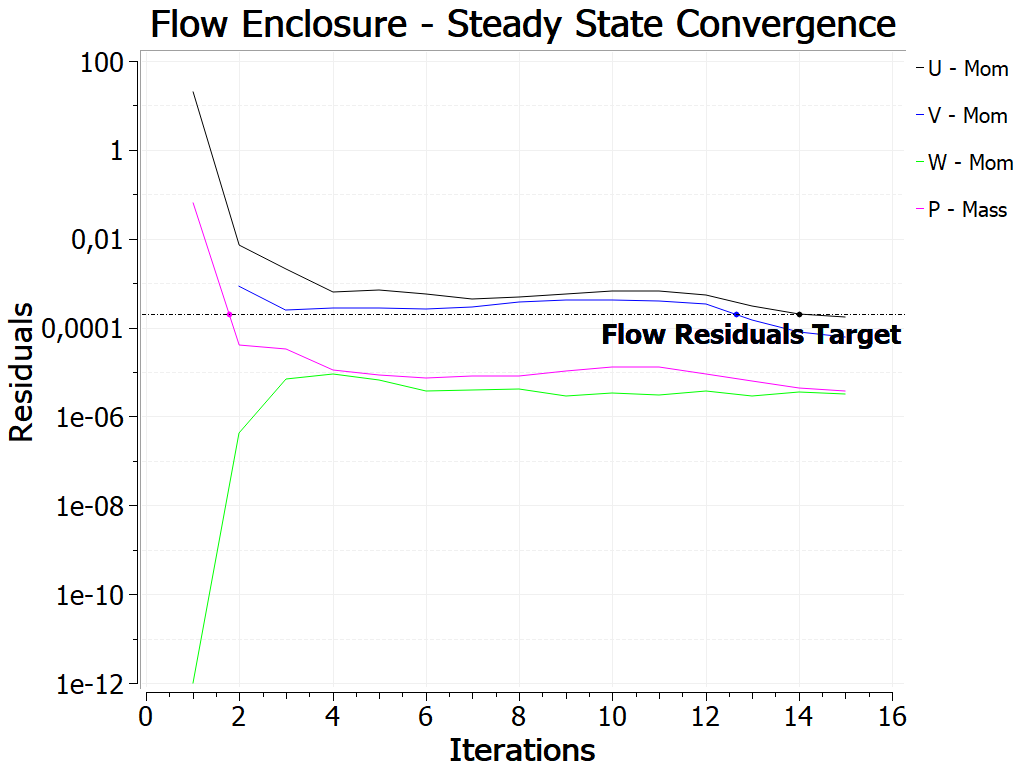 Flow Enclosure - Steady State Convergence
100
1
0,01
0,0001
1e-06
1e-08
1e-10
1e-12
Residuals
0 2 4 6 8 10 12 14 16
Iterations
Flow Residuals Target
U - Mom
V - Mom
W - Mom
P - Mass